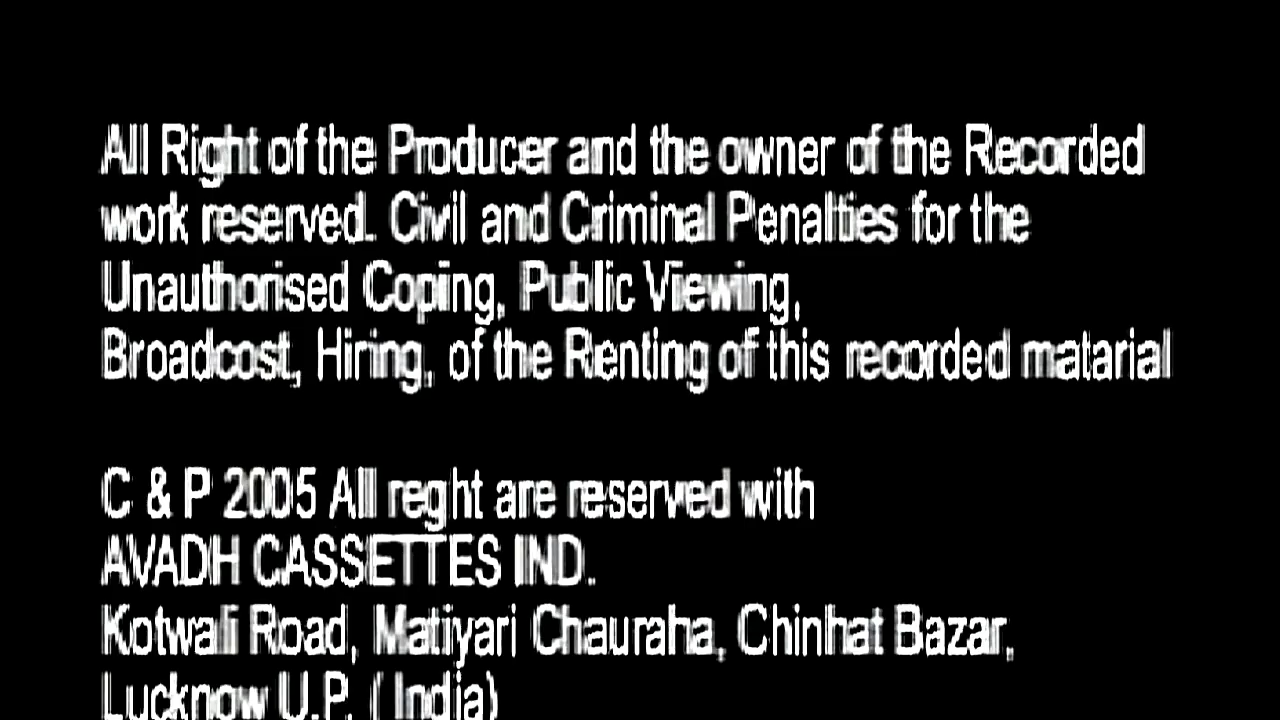 All Right of the Producer and the owner of the Recorded
work reserved. Civil and Criminal Penalties for the
Unauthorised Coping, Public Viewing,
Broadcost, Hiring, of the Renting of this recorded matarial
C & P 2005 All reght are reserved with
AVADH CASSETTES IND.
Kotwali Road, Matiyari Chauraha, Chinhat Bazar,
Lucknow U.P. ( India)